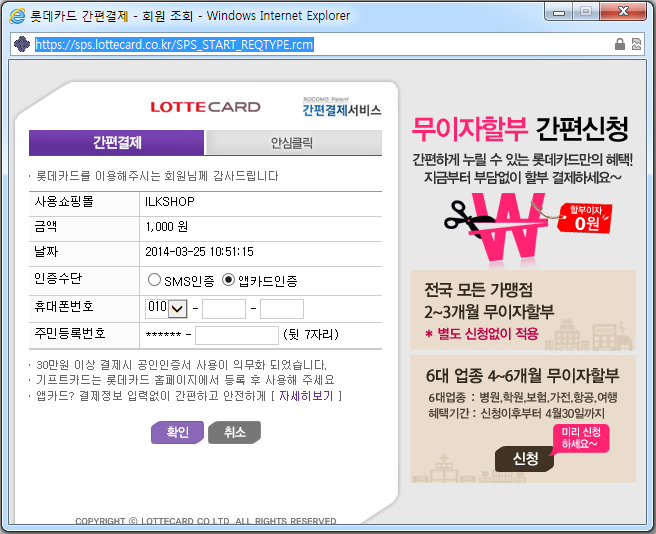 롯데카드 간편결제 - 회원 조회 - Windows Internet Explorer
https://sps.lottecard.co.kr/SPS_START_REQTYPE.rcm
LOTTE CARD
ROCOMO Patent
간편결제서비스
간편결제
안심클릭
· 롯데카드를 이용해주시는 회원님께 감사드립니다
사용쇼핑몰 ILKSHOP
금액 1,000 원
날짜 2014-03-25 10:51:15
인증수단 SMS인증 앱카드인증
휴대폰번호 010 - -
주민등록번호 ****** - (뒷 7자리)
· 30만원 이상 결제시 공인인증서 사용이 의무화 되었습니다.
· 기프트카드는 롯데카드 홈페이지에서 등록 후 사용해 주세요
· 앱카드? 결제정보 입력없이 간편하고 안전하게 [ 자세히보기 ]
확인
취소
COPYRIGHT ⓒ LOTTECARD CO.LTD. ALL RIGHTS RESERVED
무이자할부 간편신청
간편하게 누릴 수 있는 롯데카드만의 혜택!
지금부터 부담없이 할부 결제하세요~
할부이자
0원
전국 모든 가맹점
2~3개월 무이자할부
* 별도 신청없이 적용
6대 업종 4~6개월 무이자할부
6대업종 : 병원,학원,보험,가전,항공,여행
혜택기간 : 신청이후부터 4월30일까지
미리 신청
하세요~
신청